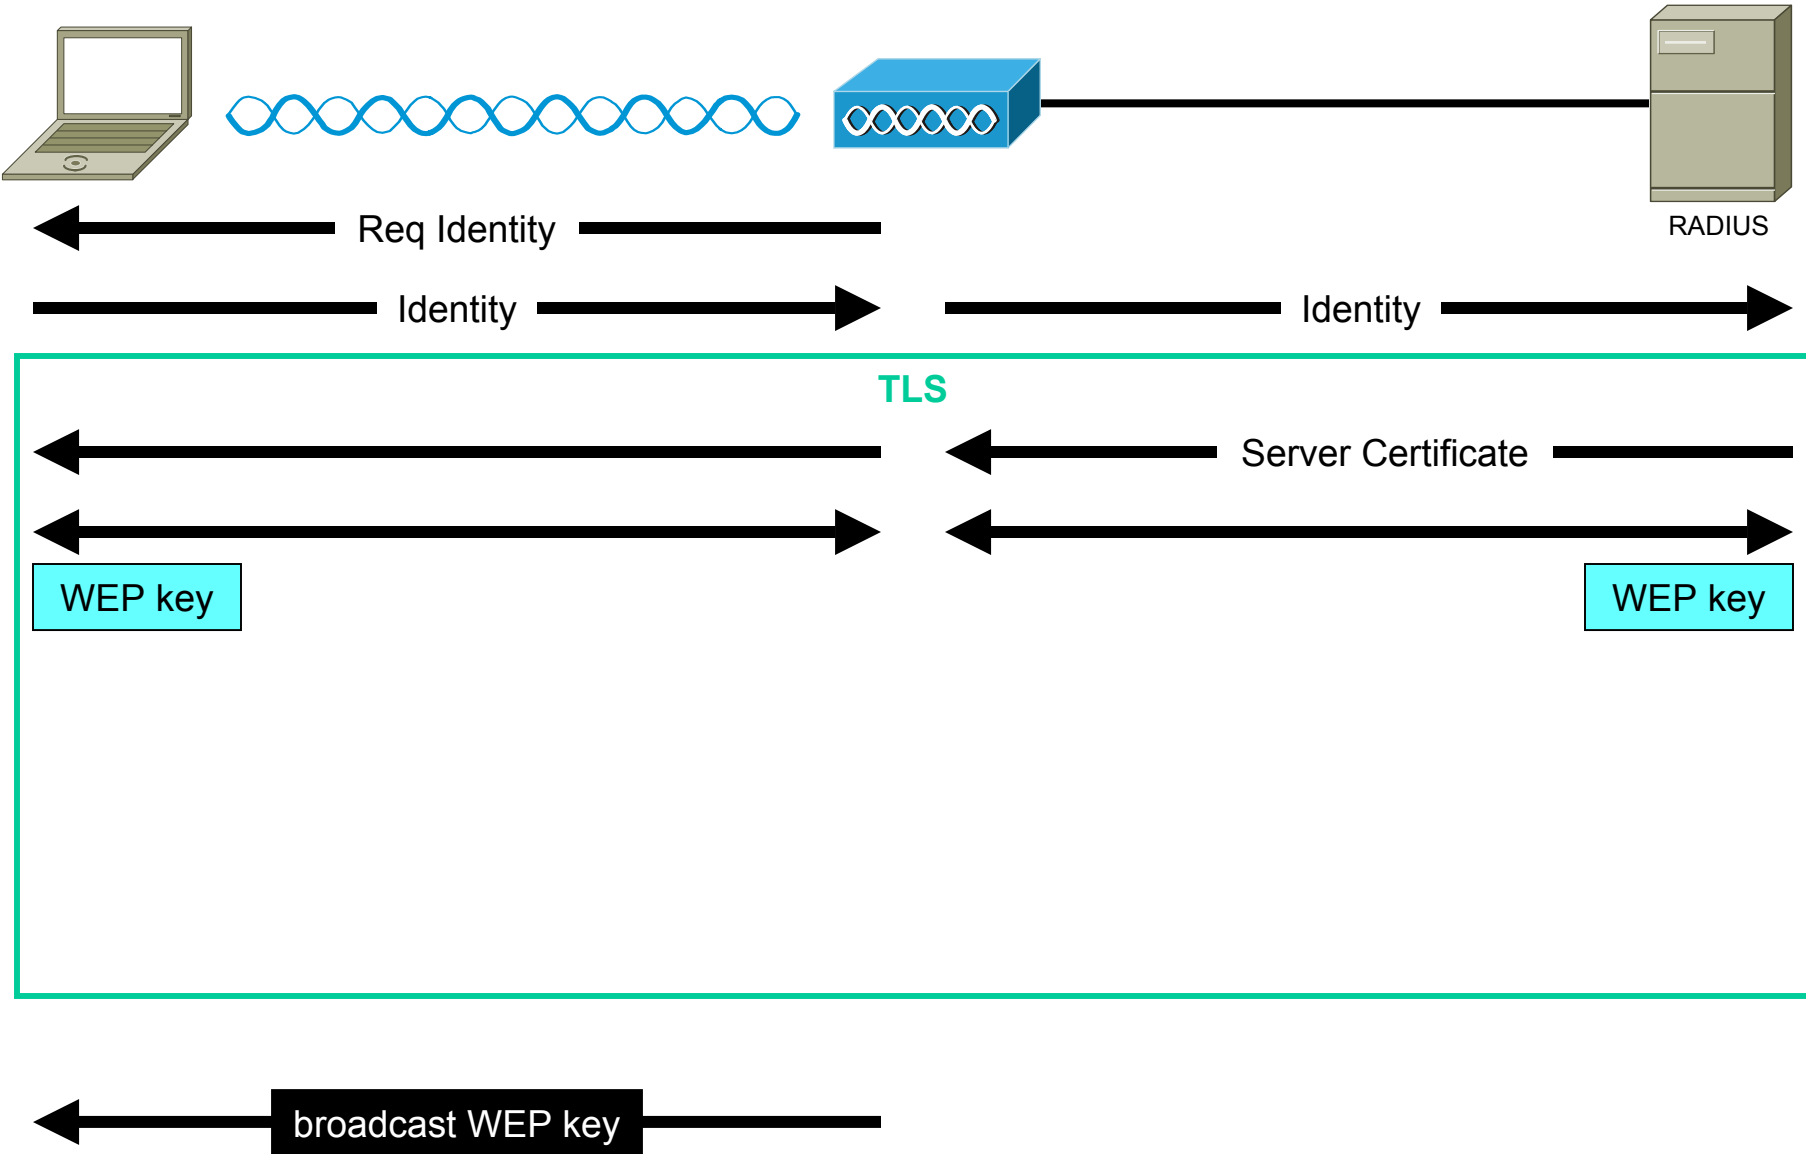 RADIUS
Req Identity
Identity
Identity
TLS
Server Certificate
WEP key
WEP key
broadcast WEP key